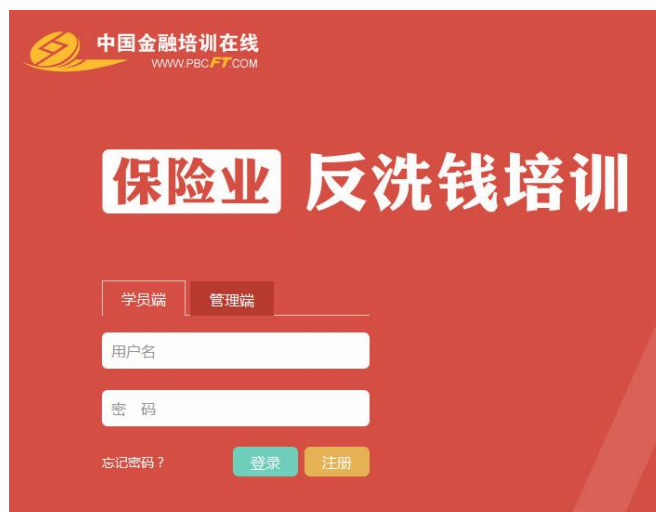 中国金融培训在线
WWW.PBCFT.COM
保险业 反洗钱培训
学员端 管理端
用户名
密 码
忘记密码？ 登录 注册